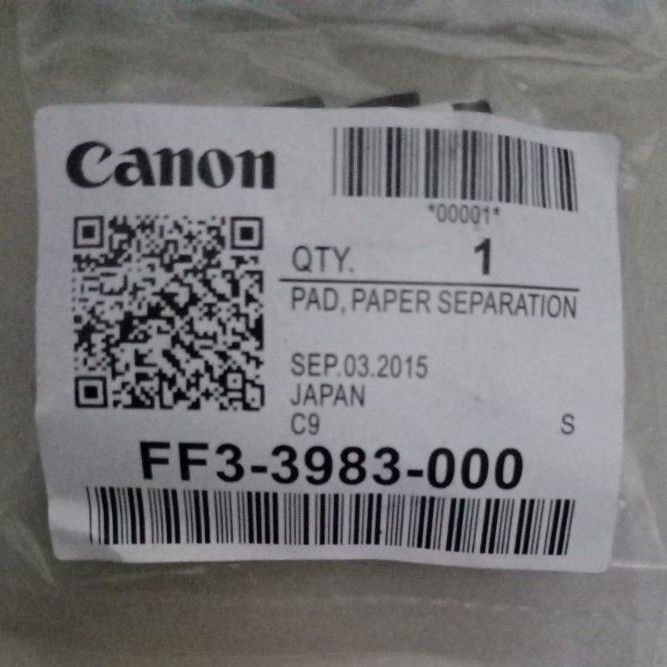 Canon
*00001*
QTY. 1
PAD, PAPER SEPARATION
SEP.03.2015
JAPAN
C9 S
FF3-3983-000